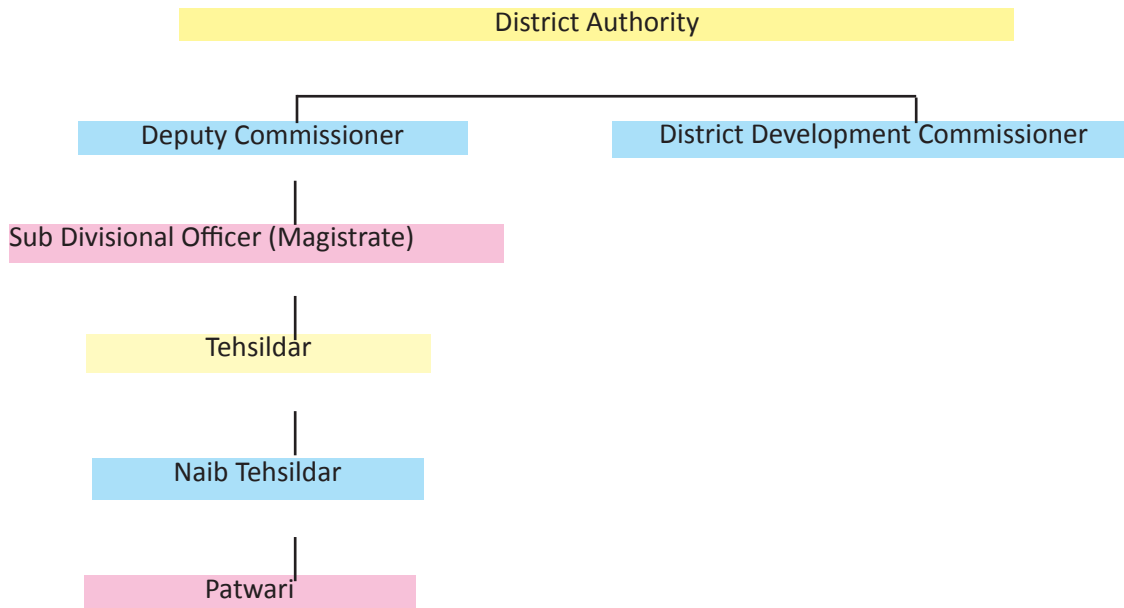 District Authority
Deputy Commissioner
District Development Commissioner
Sub Divisional Officer (Magistrate)
Tehsildar
Naib Tehsildar
Patwari